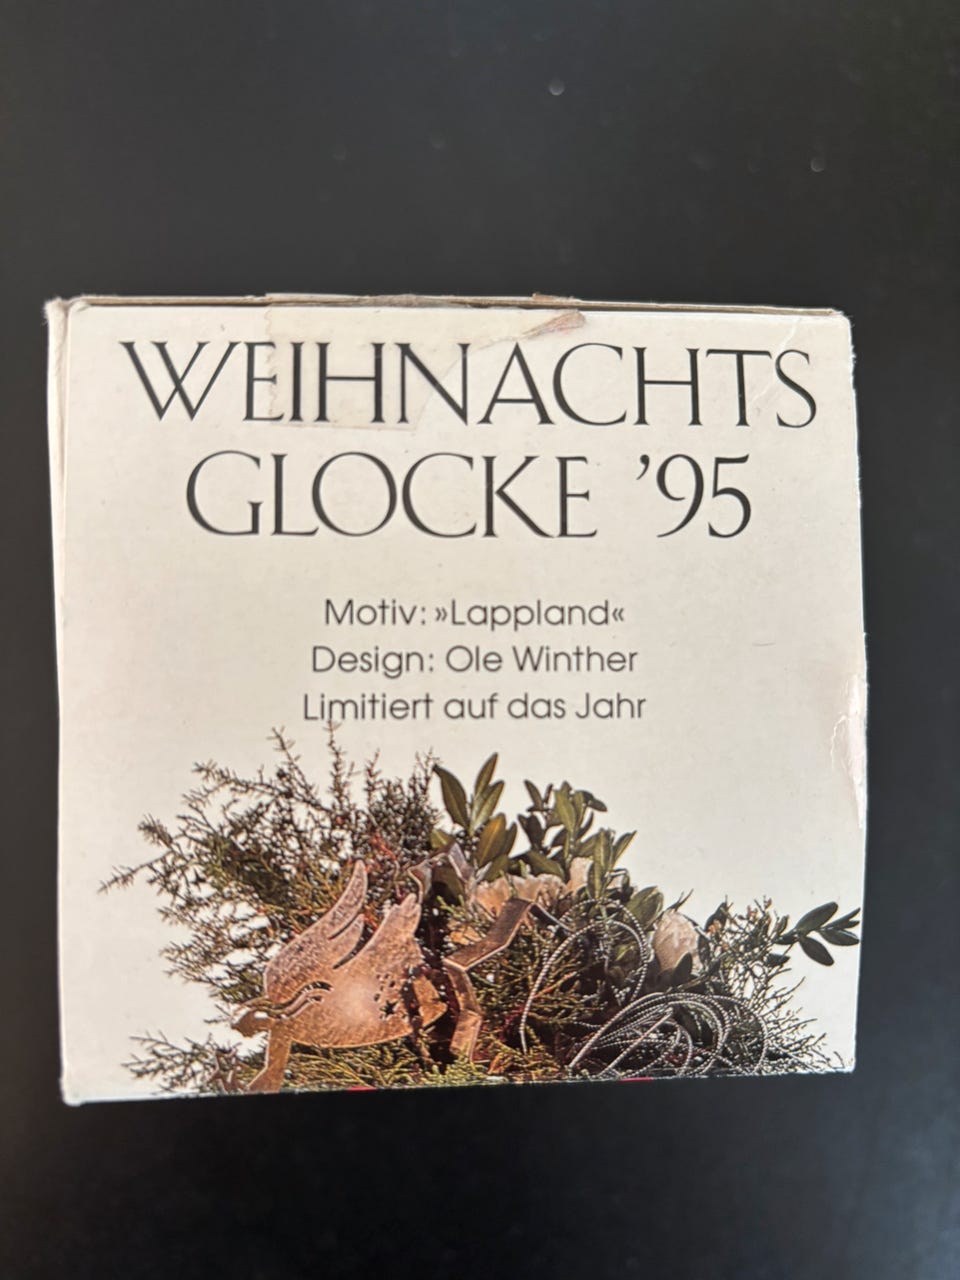 WEIHNACHTS
GLOCKE ’95
Motiv: »Lappland«
Design: Ole Winther
Limitiert auf das Jahr